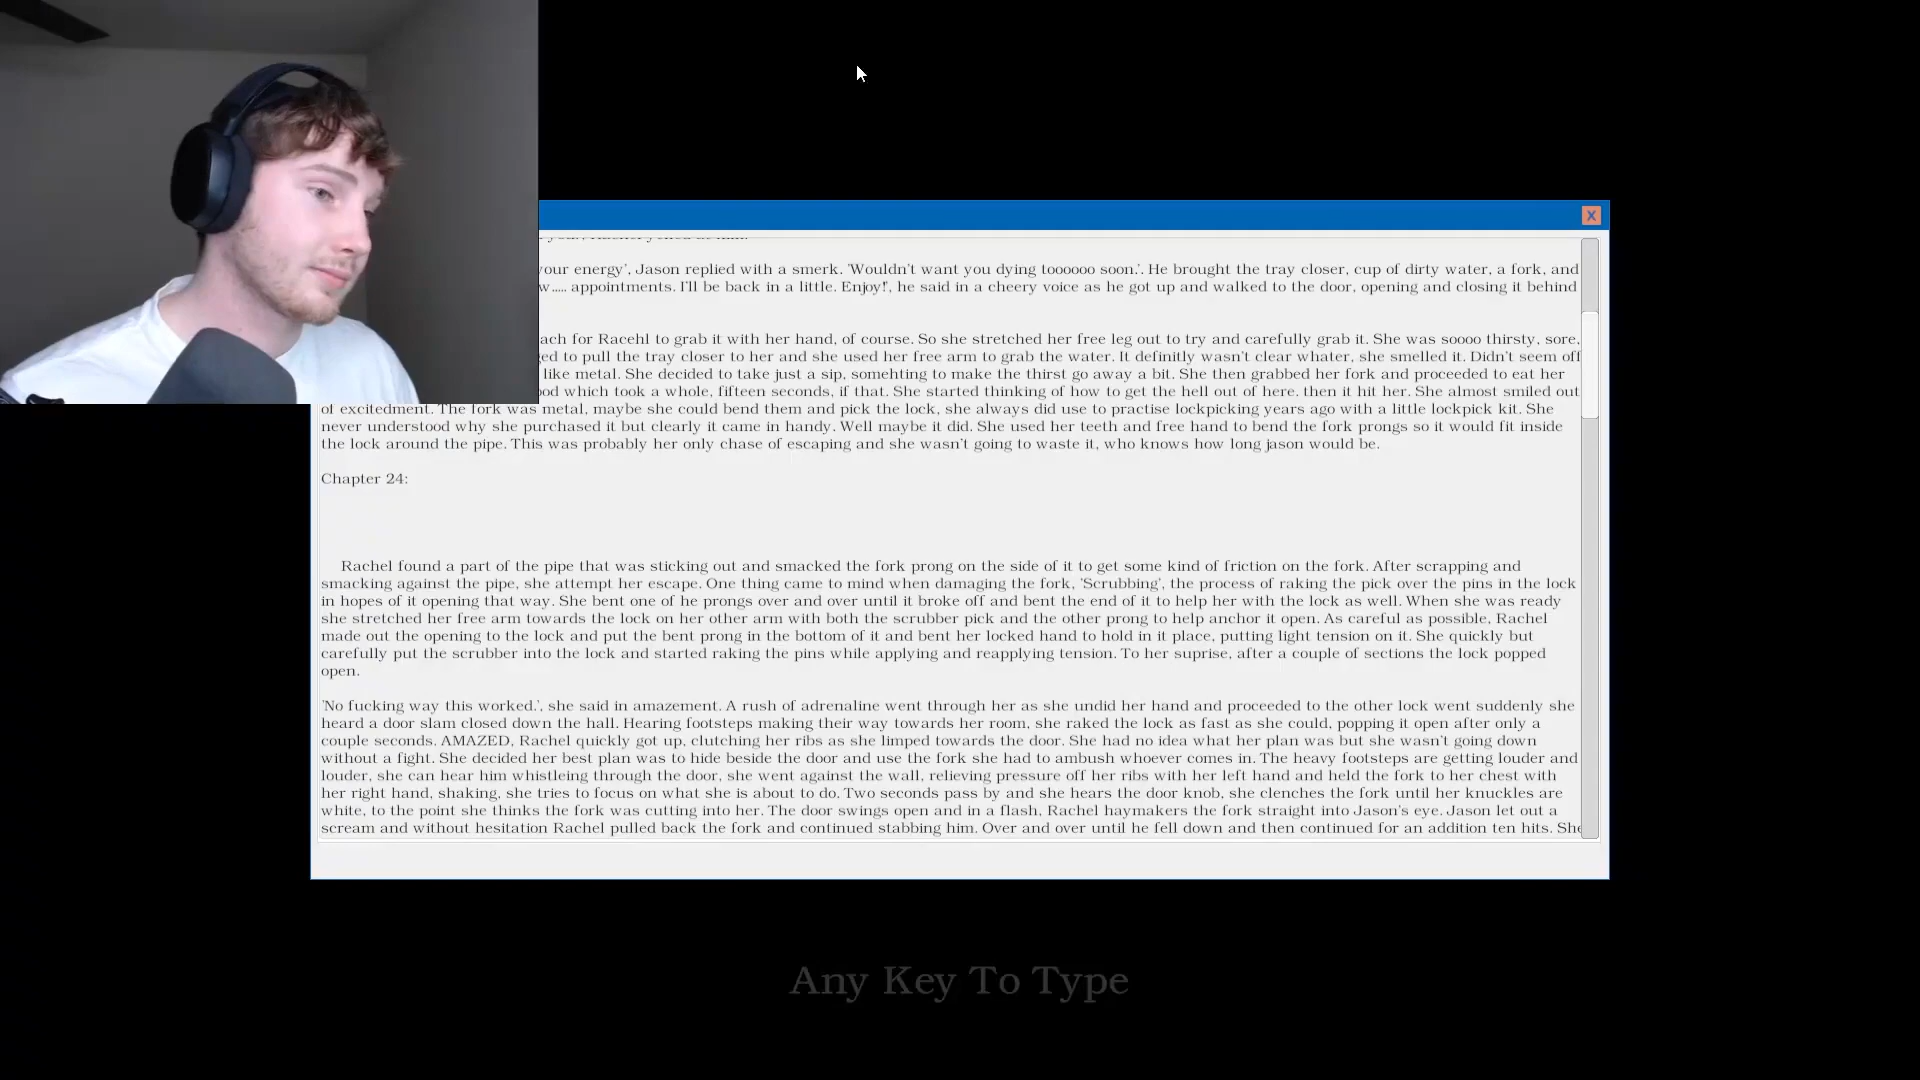 X
your energy', Jason replied with a smerk. 'Wouldn't want you dying toooooo soon.'. He brought the tray closer, cup of dirty water, a fork, and
w..... appointments. I'll be back in a little. Enjoy!', he said in a cheery voice as he got up and walked to the door, opening and closing it behind
ach for Racehl to grab it with her hand, of course. So she stretched her free leg out to try and carefully grab it. She was soooo thirsty, sore,
ged to pull the tray closer to her and she used her free arm to grab the water. It definitly wasn't clear whater, she smelled it. Didn't seem off
like metal. She decided to take just a sip, somehting to make the thirst go away a bit. She then grabbed her fork and proceeded to eat her
ood which took a whole, fifteen seconds, if that. She started thinking of how to get the hell out of here. then it hit her. She almost smiled out
of excitedment. The fork was metal, maybe she could bend them and pick the lock, she always did use to practise lockpicking years ago with a little lockpick kit. She
never understood why she purchased it but clearly it came in handy. Well maybe it did. She used her teeth and free hand to bend the fork prongs so it would fit inside
the lock around the pipe. This was probably her only chase of escaping and she wasn't going to waste it, who knows how long jason would be.
Chapter 24:
Rachel found a part of the pipe that was sticking out and smacked the fork prong on the side of it to get some kind of friction on the fork. After scrapping and
smacking against the pipe, she attempt her escape. One thing came to mind when damaging the fork, 'Scrubbing', the process of raking the pick over the pins in the lock
in hopes of it opening that way. She bent one of he prongs over and over until it broke off and bent the end of it to help her with the lock as well. When she was ready
she stretched her free arm towards the lock on her other arm with both the scrubber pick and the other prong to help anchor it open. As careful as possible, Rachel
made out the opening to the lock and put the bent prong in the bottom of it and bent her locked hand to hold in it place, putting light tension on it. She quickly but
carefully put the scrubber into the lock and started raking the pins while applying and reapplying tension. To her suprise, after a couple of sections the lock popped
open.
'No fucking way this worked.', she said in amazement. A rush of adrenaline went through her as she undid her hand and proceeded to the other lock went suddenly she
heard a door slam closed down the hall. Hearing footsteps making their way towards her room, she raked the lock as fast as she could, popping it open after only a
couple seconds. AMAZED, Rachel quickly got up, clutching her ribs as she limped towards the door. She had no idea what her plan was but she wasn't going down
without a fight. She decided her best plan was to hide beside the door and use the fork she had to ambush whoever comes in. The heavy footsteps are getting louder and
louder, she can hear him whistleing through the door, she went against the wall, relieving pressure off her ribs with her left hand and held the fork to her chest with
her right hand, shaking, she tries to focus on what she is about to do. Two seconds pass by and she hears the door knob, she clenches the fork until her knuckles are
white, to the point she thinks the fork was cutting into her. The door swings open and in a flash, Rachel haymakers the fork straight into Jason's eye. Jason let out a
scream and without hesitation Rachel pulled back the fork and continued stabbing him. Over and over until he fell down and then continued for an addition ten hits. She
Any Key To Type